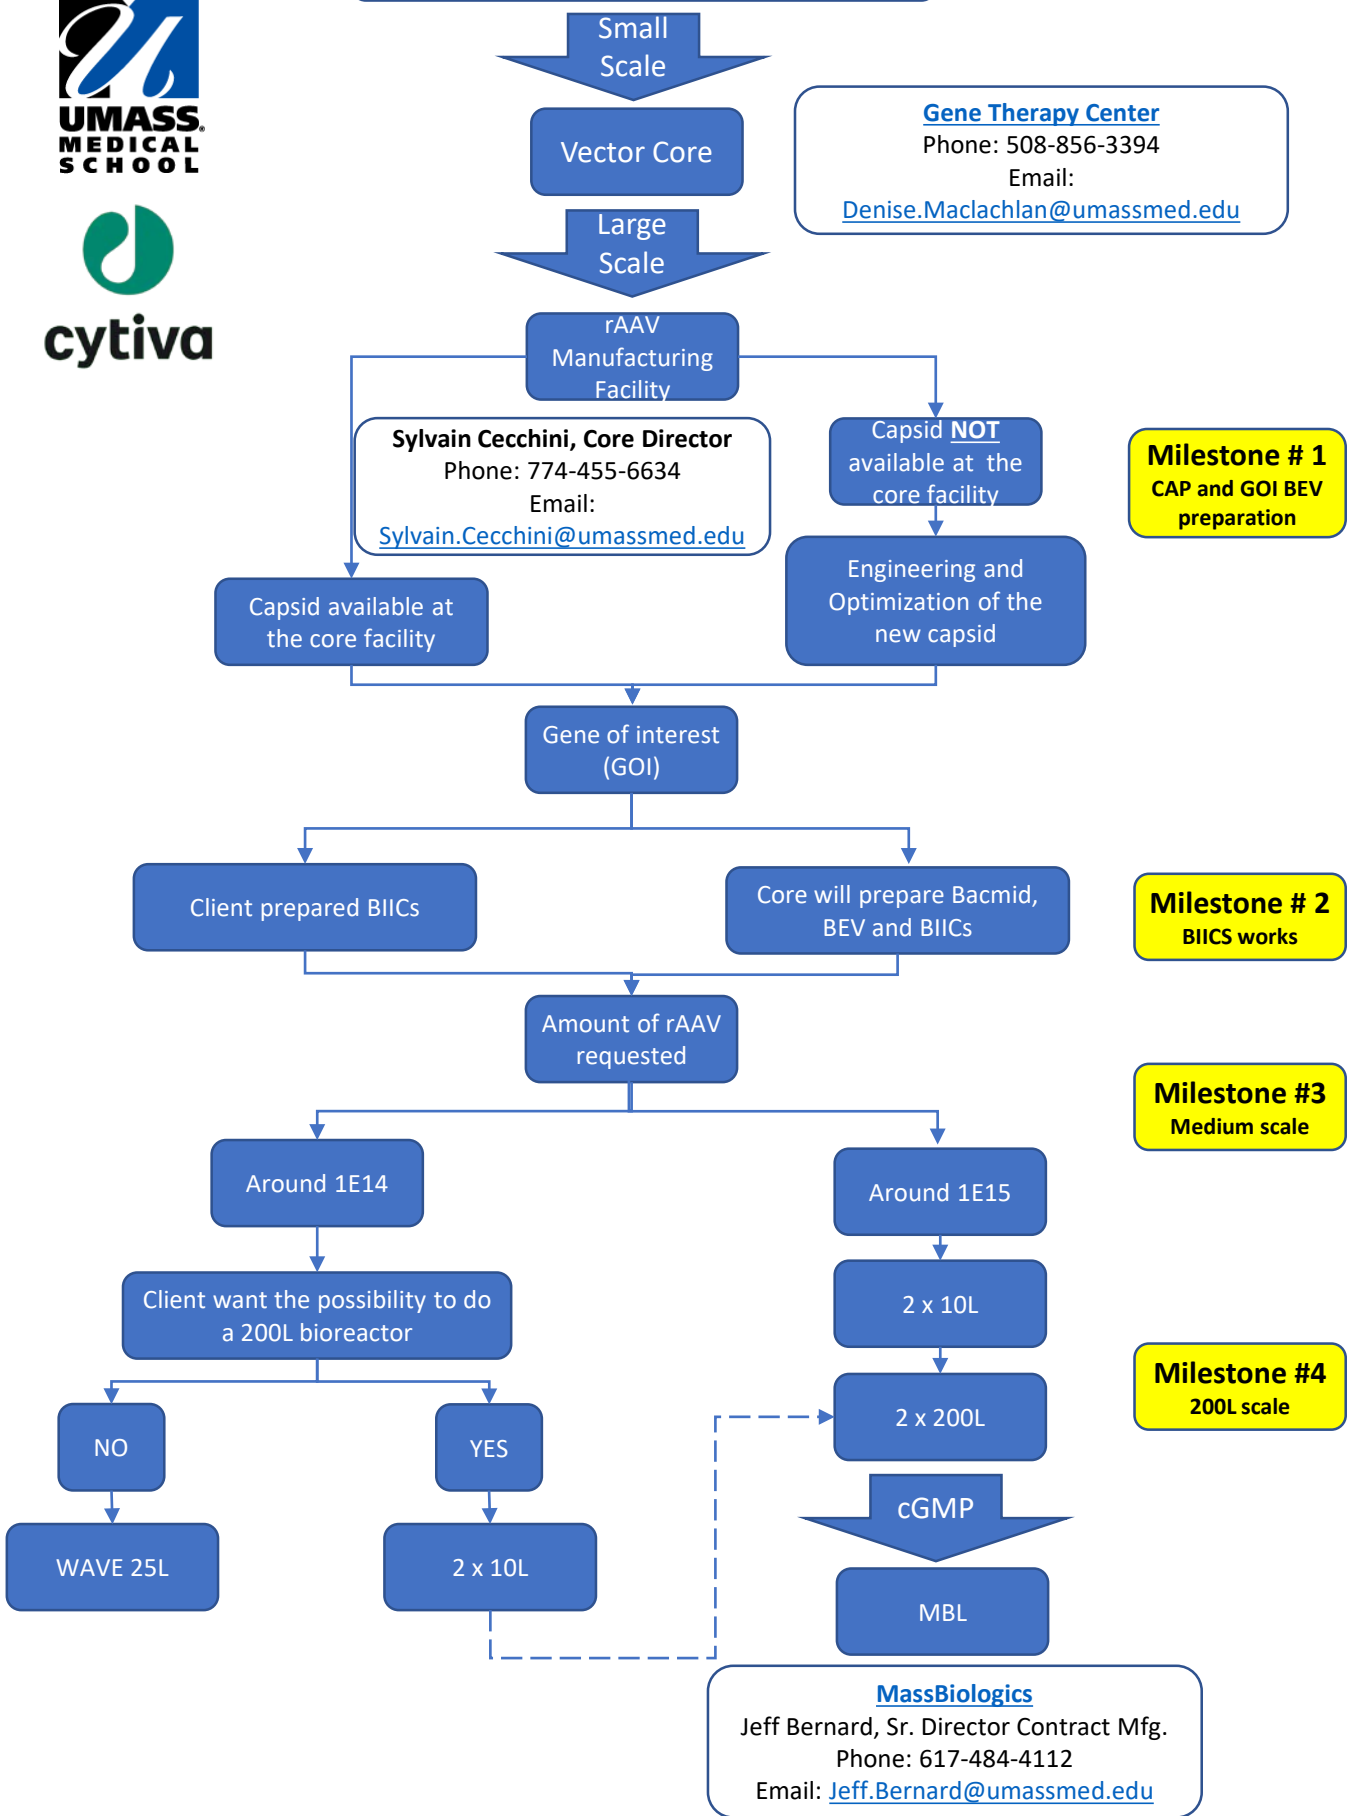 UMASS
MEDICAL
SCHOOL
cytiva
Small
Scale
Vector Core
Gene Therapy Center
Phone: 508-856-3394
Email:
Denise.Maclachlan@umassmed.edu
Large
Scale
rAAV
Manufacturing
Facility
Sylvain Cecchini, Core Director
Phone: 774-455-6634
Email:
Sylvain.Cecchini@umassmed.edu
Capsid NOT
available at the
core facility
Milestone # 1
CAP and GOI BEV
preparation
Capsid available at
the core facility
Engineering and
Optimization of the
new capsid
Gene of interest
(GOI)
Client prepared BIICs
Core will prepare Bacmid,
BEV and BIICs
Milestone # 2
BIICS works
Amount of rAAV
requested
Milestone #3
Medium scale
Around 1E14
Around 1E15
Client want the possibility to do
a 200L bioreactor
2 x 10L
Milestone #4
200L scale
NO
YES
2 x 200L
WAVE 25L
2 x 10L
cGMP
MBL
MassBiologics
Jeff Bernard, Sr. Director Contract Mfg.
Phone: 617-484-4112
Email: Jeff.Bernard@umassmed.edu